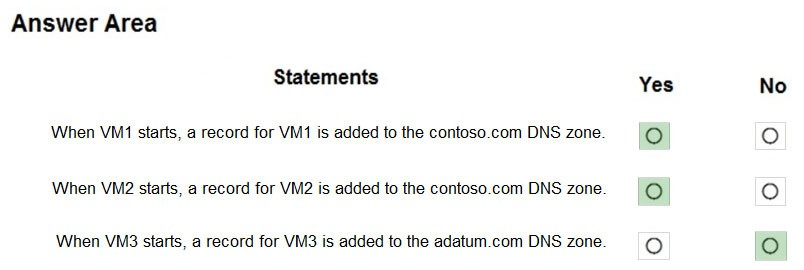 Answer Area
Statements Yes No
When VM1 starts, a record for VM1 is added to the contoso.com DNS zone.
When VM2 starts, a record for VM2 is added to the contoso.com DNS zone.
When VM3 starts, a record for VM3 is added to the adatum.com DNS zone.